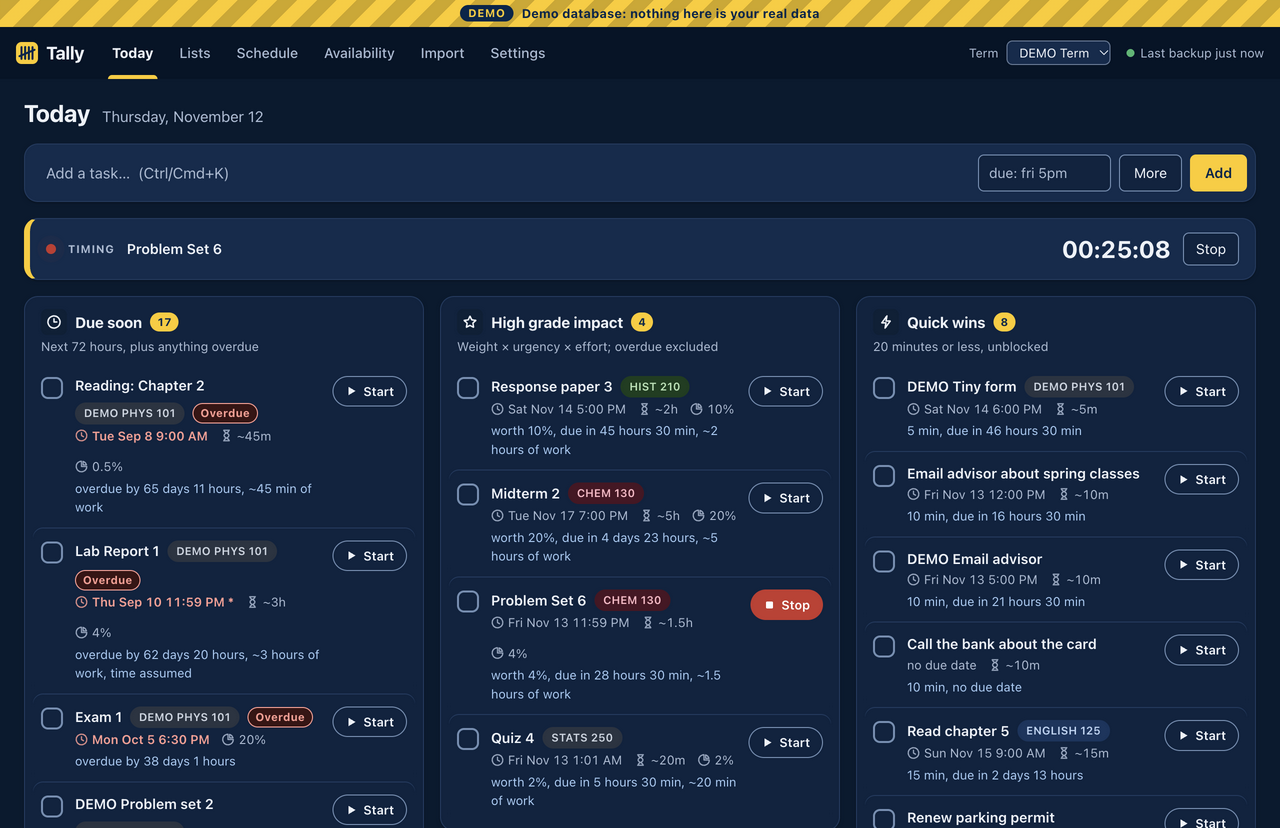 DEMO Demo database: nothing here is your real data
Tally Today Lists Schedule Availability Import Settings Term DEMO Term Last backup just now
Today Thursday, November 12
Add a task... (Ctrl/Cmd+K) due: fri 5pm More Add
TIMING Problem Set 6 00:25:08 Stop
Due soon 17
Next 72 hours, plus anything overdue
Reading: Chapter 2 Start
DEMO PHYS 101 Overdue
Tue Sep 8 9:00 AM ~45m
0.5%
overdue by 65 days 11 hours, ~45 min of
work
Lab Report 1 DEMO PHYS 101 Start
Overdue
Thu Sep 10 11:59 PM * ~3h
4%
overdue by 62 days 20 hours, ~3 hours of
work, time assumed
Exam 1 DEMO PHYS 101 Overdue Start
Mon Oct 5 6:30 PM 20%
overdue by 38 days 1 hours
DEMO Problem set 2 Start
High grade impact 4
Weight × urgency × effort; overdue excluded
Response paper 3 HIST 210 Start
Sat Nov 14 5:00 PM ~2h 10%
worth 10%, due in 45 hours 30 min, ~2
hours of work
Midterm 2 CHEM 130 Start
Tue Nov 17 7:00 PM ~5h 20%
worth 20%, due in 4 days 23 hours, ~5
hours of work
Problem Set 6 CHEM 130 Stop
Fri Nov 13 11:59 PM ~1.5h
4%
worth 4%, due in 28 hours 30 min, ~1.5
hours of work
Quiz 4 STATS 250 Start
Fri Nov 13 1:01 AM ~20m 2%
worth 2%, due in 5 hours 30 min, ~20 min
of work
Quick wins 8
20 minutes or less, unblocked
DEMO Tiny form DEMO PHYS 101 Start
Sat Nov 14 6:00 PM ~5m
5 min, due in 46 hours 30 min
Email advisor about spring classes Start
Fri Nov 13 12:00 PM ~10m
10 min, due in 16 hours 30 min
DEMO Email advisor Start
Fri Nov 13 5:00 PM ~10m
10 min, due in 21 hours 30 min
Call the bank about the card Start
no due date ~10m
10 min, no due date
Read chapter 5 ENGLISH 125 Start
Sun Nov 15 9:00 AM ~15m
15 min, due in 2 days 13 hours
Renew parking permit Start